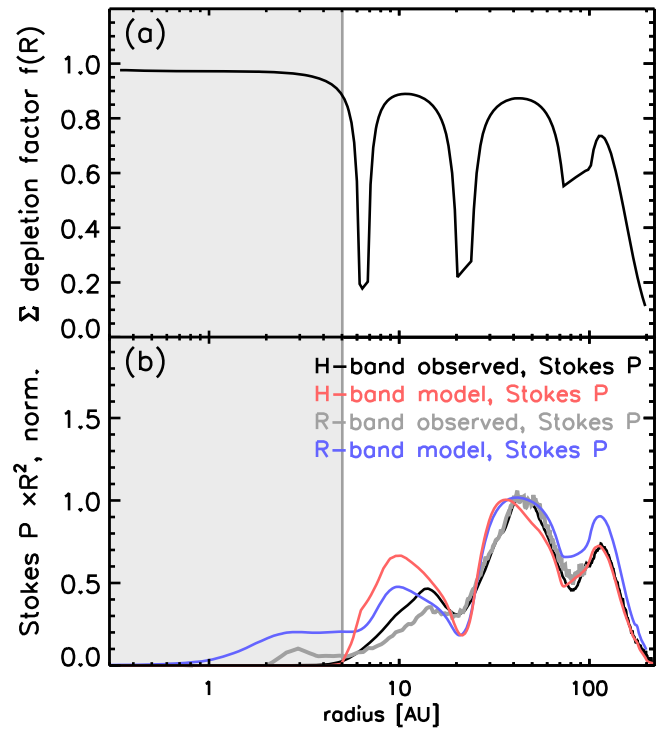 (a)
Σ depletion factor f(R)
1.0
0.8
0.6
0.4
0.2
0.0
(b)
H-band observed, Stokes P
H-band model, Stokes P
R-band observed, Stokes P
R-band model, Stokes P
Stokes P ×R², norm.
1.5
1.0
0.5
0.0
1 10 100
radius [AU]